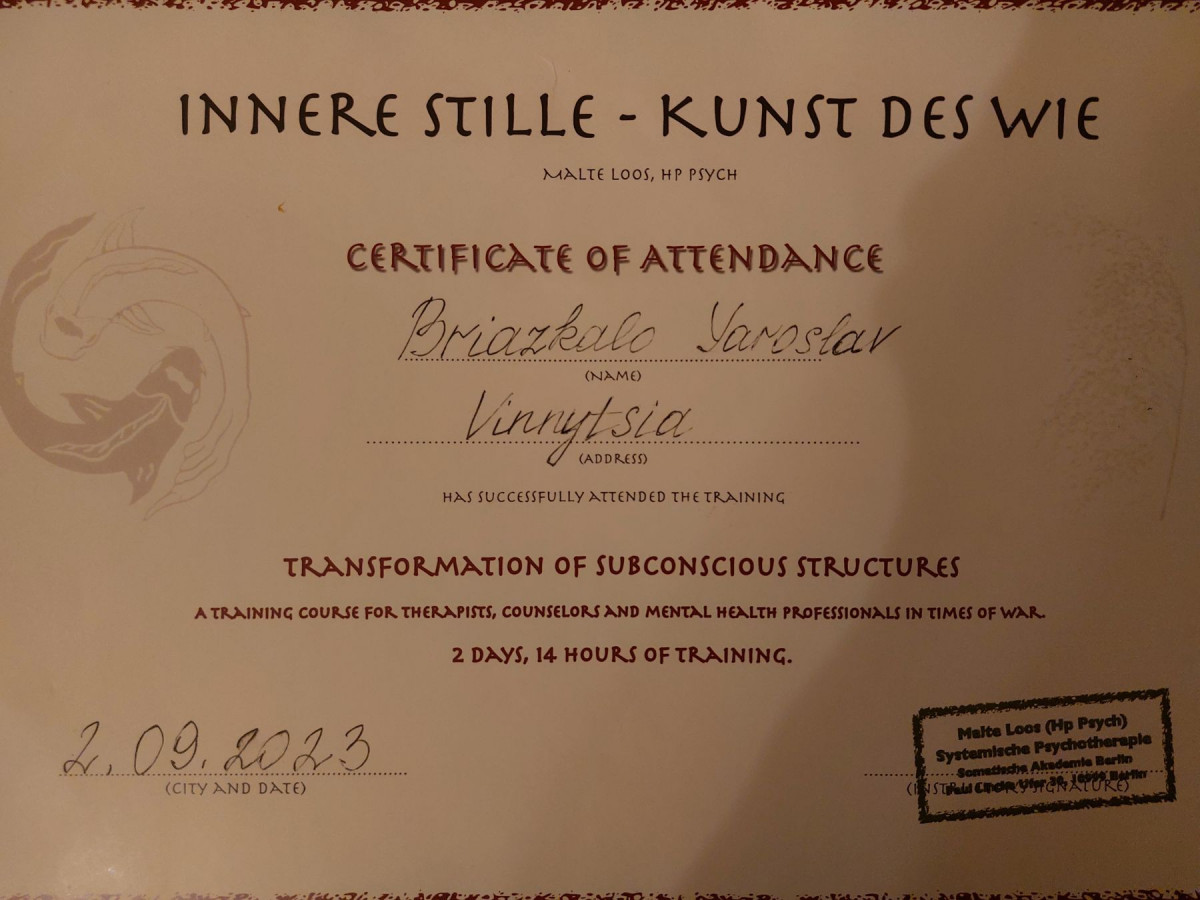 INNERE STILLE - KUNST DES WIE
MALTE LOOS, HP PSYCH
CERTIFICATE OF ATTENDANCE
Briazkalo Yaroslav
(NAME)
Vinnytsia
(ADDRESS)
HAS SUCCESSFULLY ATTENDED THE TRAINING
TRANSFORMATION OF SUBCONSCIOUS STRUCTURES
A TRAINING COURSE FOR THERAPISTS, COUNSELORS AND MENTAL HEALTH PROFESSIONALS IN TIMES OF WAR.
2 DAYS, 14 HOURS OF TRAINING.
2.09.2023
(CITY AND DATE)
Malte Loos (Hp Psych)
Systemische Psychotherapie
Somatische Akademie Berlin
Berlin
SIGNATURE)